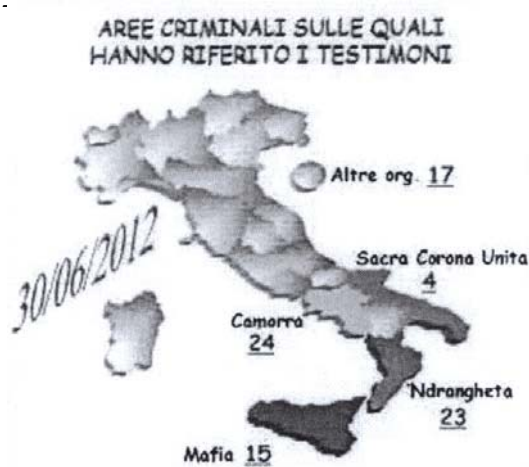 AREE CRIMINALI SULLE QUALI
HANNO RIFERITO I TESTIMONI
Altre org. 17
30/06/2012
Sacra Corona Unita
4
Camorra
24
'Ndrangheta
23
Mafia 15